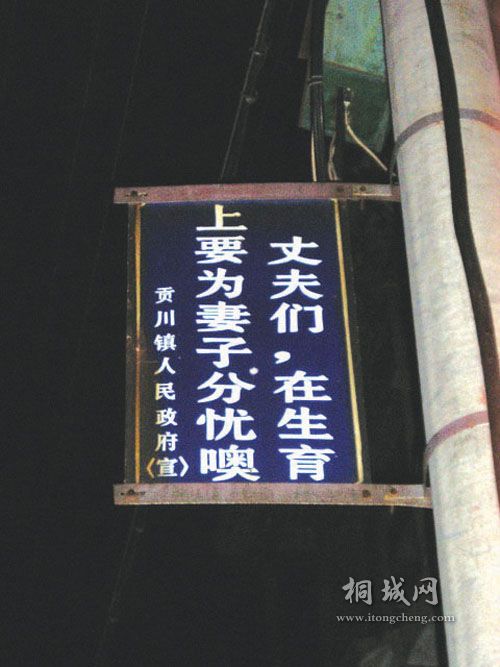 丈夫们，在生育
上要为妻子分忧噢
贡川镇人民政府〈宣〉
桐城网
www.itongcheng.com